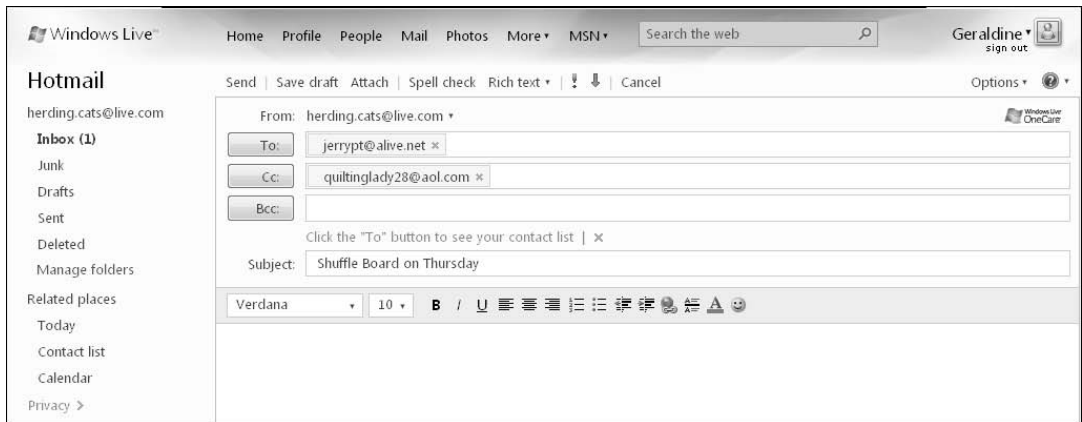 Windows Live™ Home Profile People Mail Photos More MSN Search the web Geraldine
sign out
Hotmail Send | Save draft Attach | Spell check Rich text | Cancel Options
herding.cats@live.com From: herding.cats@live.com Windows Live OneCare
Inbox (1) To: jerrypt@alive.net ×
Junk Cc: quiltinglady28@aol.com ×
Drafts
Sent Bcc:
Deleted Click the "To" button to see your contact list | ×
Manage folders Subject: Shuffle Board on Thursday
Related places Verdana 10 B I U A
Today
Contact list
Calendar
Privacy >